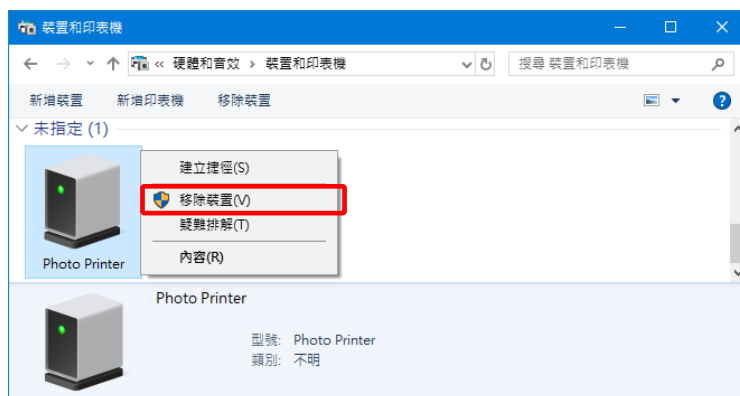 裝置和印表機
« 硬體和音效 › 裝置和印表機
搜尋 裝置和印表機
新增裝置 新增印表機 移除裝置
未指定 (1)
建立捷徑(S)
移除裝置(V)
疑難排解(T)
內容(R)
Photo Printer
Photo Printer
型號: Photo Printer
類別: 不明